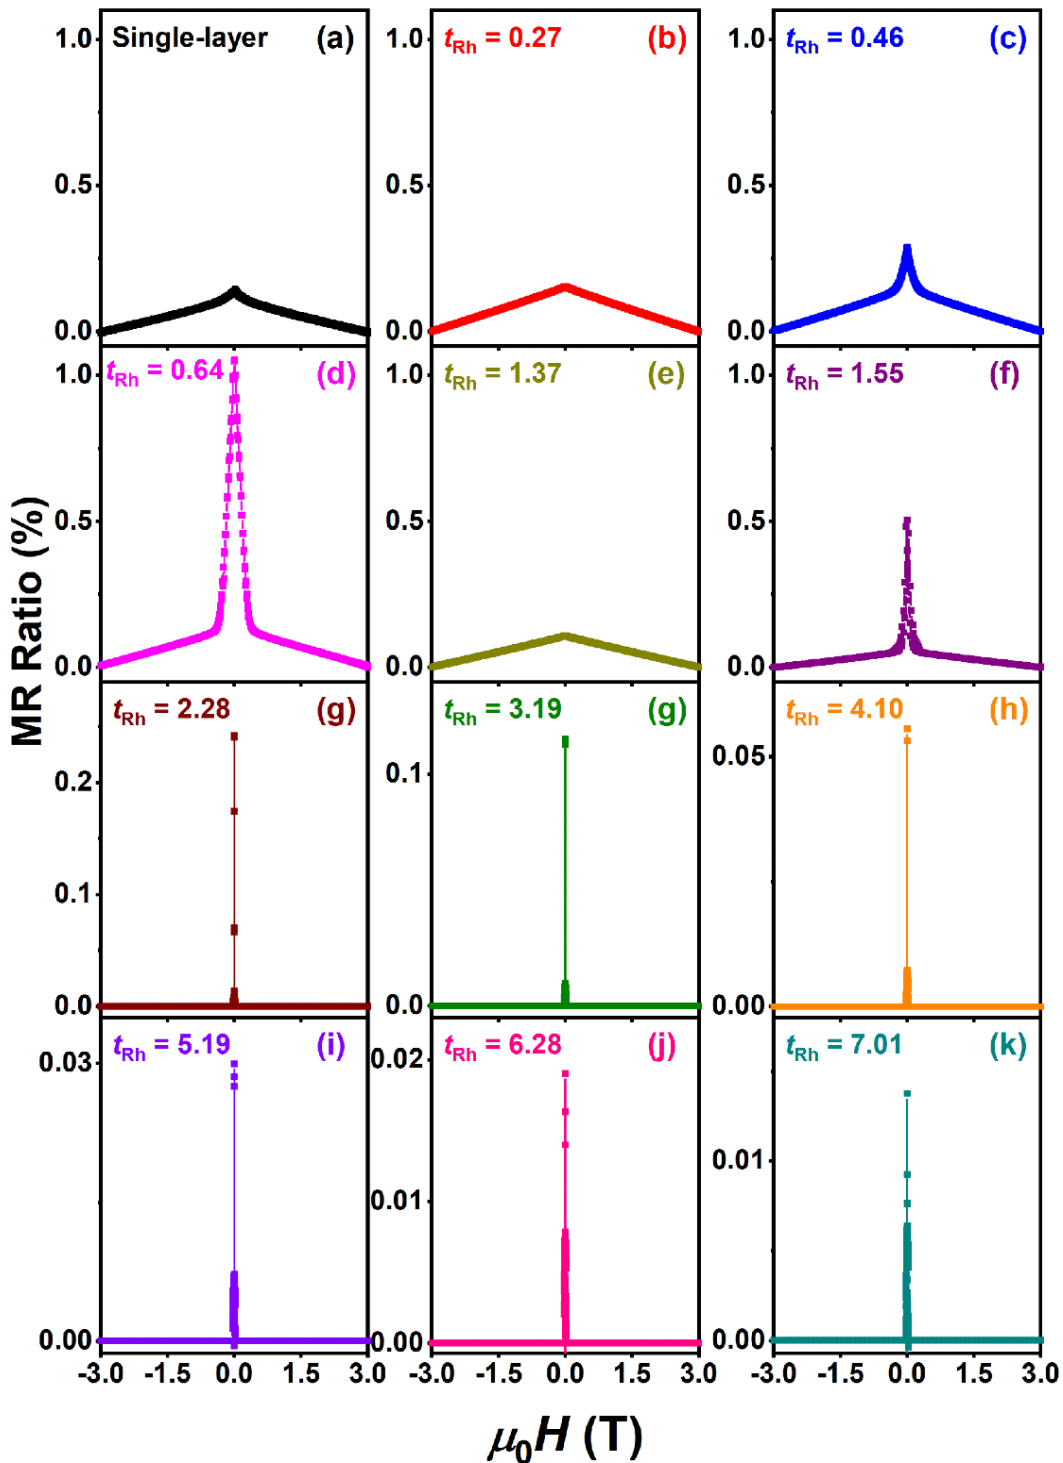 Single-layer (a)
1.0
0.5
0.0
tRh = 0.27 (b)
1.0
0.5
0.0
tRh = 0.46 (c)
1.0
0.5
0.0
tRh = 0.64 (d)
1.0
0.5
0.0
tRh = 1.37 (e)
1.0
0.5
0.0
tRh = 1.55 (f)
1.0
0.5
0.0
MR Ratio (%)
tRh = 2.28 (g)
0.2
0.1
0.0
tRh = 3.19 (g)
0.1
0.0
tRh = 4.10 (h)
0.05
0.00
tRh = 5.19 (i)
0.03
0.00
tRh = 6.28 (j)
0.02
0.01
0.00
tRh = 7.01 (k)
0.01
0.00
-3.0 -1.5 0.0 1.5 3.0
-3.0 -1.5 0.0 1.5 3.0
-3.0 -1.5 0.0 1.5 3.0
μ0H (T)